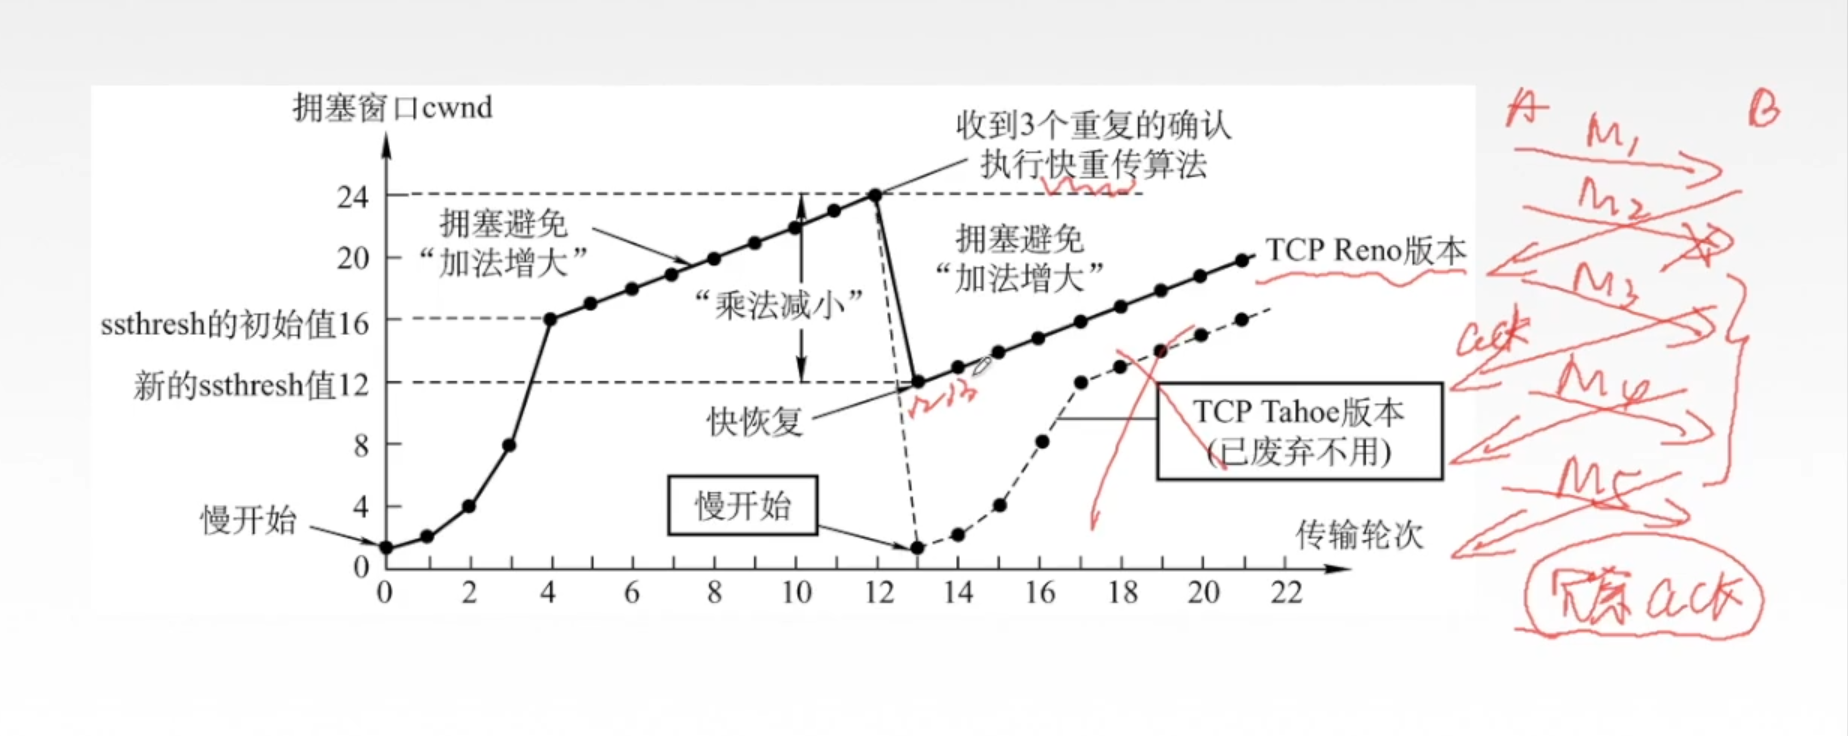 拥塞窗口cwnd
收到3个重复的确认
执行快重传算法
24
拥塞避免
“加法增大”
拥塞避免
“加法增大”
20
TCP Reno版本
“乘法减小”
ssthresh的初始值16
新的ssthresh值12
快恢复
TCP Tahoe版本
(已废弃不用)
8
慢开始
4
慢开始
传输轮次
0
0 2 4 6 8 10 12 14 16 18 20 22
12 13
A B
M1
M2
M3
ack
M4
M5
冗余 ack